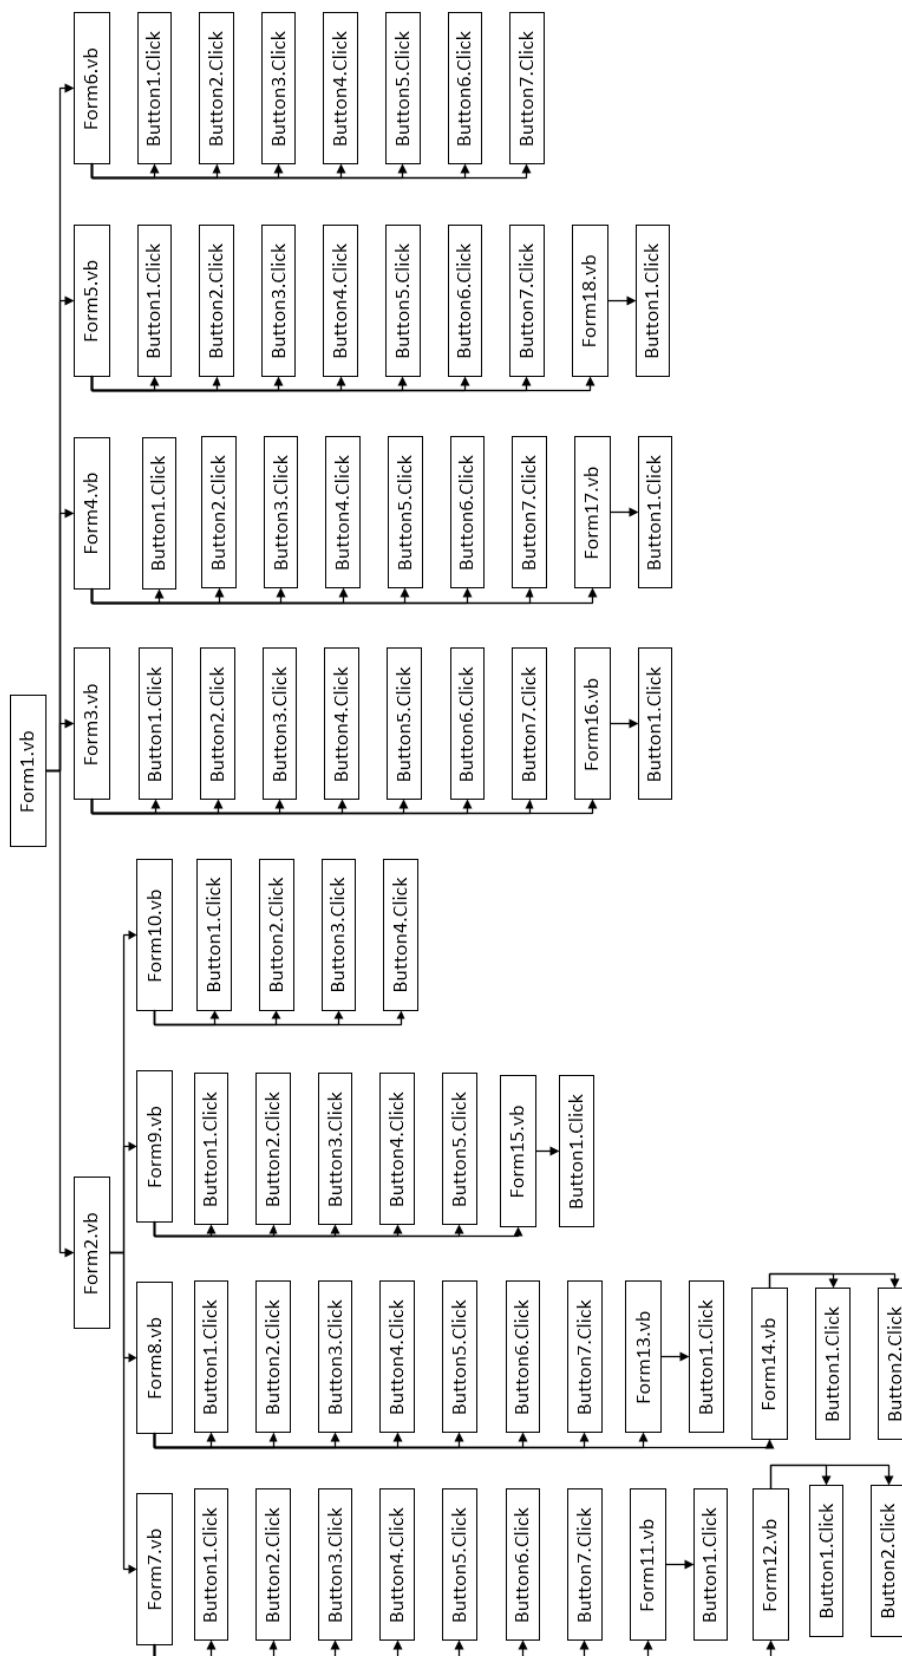 Form1.vb
Form2.vb
Form7.vb
Button1.Click
Button2.Click
Button3.Click
Button4.Click
Button5.Click
Button6.Click
Button7.Click
Form11.vb
Button1.Click
Form12.vb
Button1.Click
Button2.Click
Form8.vb
Button1.Click
Button2.Click
Button3.Click
Button4.Click
Button5.Click
Button6.Click
Button7.Click
Form13.vb
Button1.Click
Form14.vb
Button1.Click
Button2.Click
Form9.vb
Button1.Click
Button2.Click
Button3.Click
Button4.Click
Button5.Click
Form15.vb
Button1.Click
Form10.vb
Button1.Click
Button2.Click
Button3.Click
Button4.Click
Form3.vb
Button1.Click
Button2.Click
Button3.Click
Button4.Click
Button5.Click
Button6.Click
Button7.Click
Form16.vb
Button1.Click
Form4.vb
Button1.Click
Button2.Click
Button3.Click
Button4.Click
Button5.Click
Button6.Click
Button7.Click
Form17.vb
Button1.Click
Form5.vb
Button1.Click
Button2.Click
Button3.Click
Button4.Click
Button5.Click
Button6.Click
Button7.Click
Form18.vb
Button1.Click
Form6.vb
Button1.Click
Button2.Click
Button3.Click
Button4.Click
Button5.Click
Button6.Click
Button7.Click